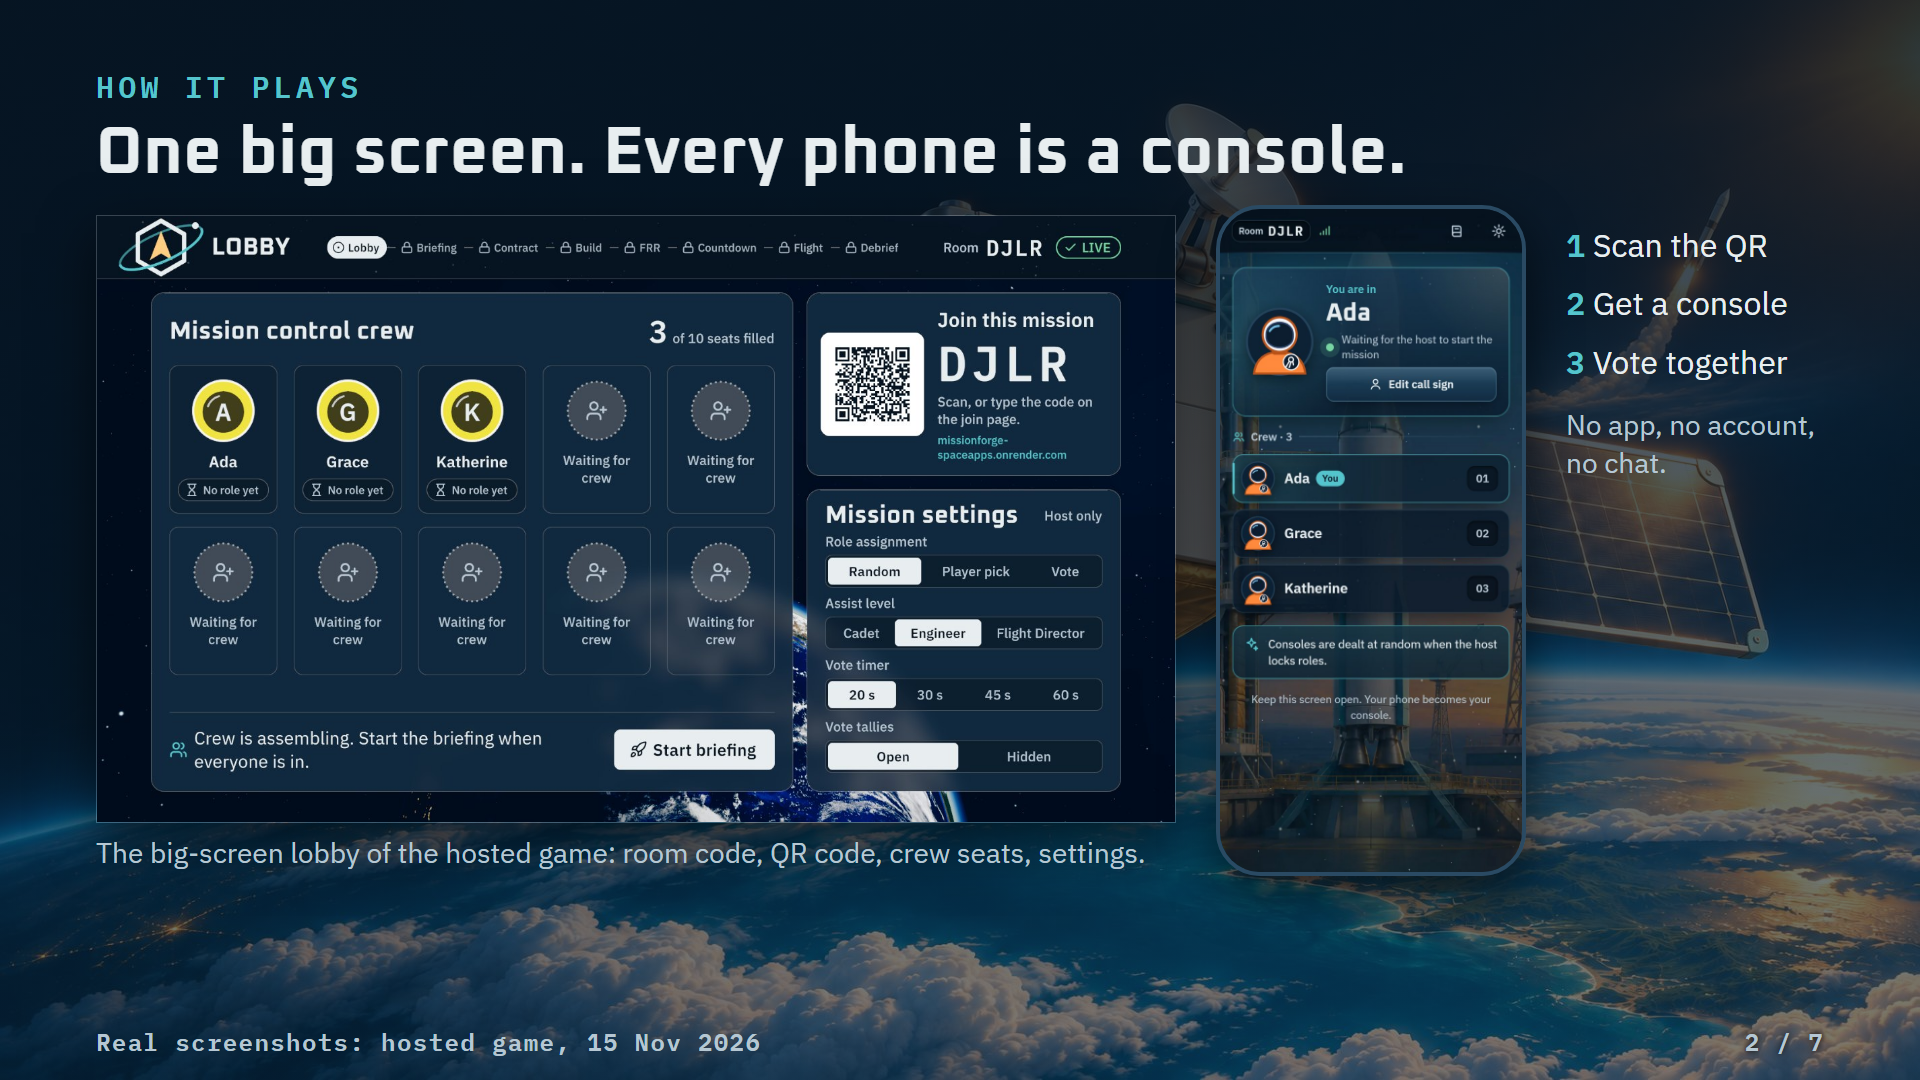 HOW IT PLAYS
One big screen. Every phone is a console.
LOBBY
Lobby
Briefing
Contract
Build
FRR
Countdown
Flight
Debrief
Room DJLR
LIVE
Mission control crew
3 of 10 seats filled
A
Ada
No role yet
G
Grace
No role yet
K
Katherine
No role yet
Waiting for
crew
Waiting for
crew
Waiting for
crew
Waiting for
crew
Waiting for
crew
Waiting for
crew
Waiting for
crew
Crew is assembling. Start the briefing when
everyone is in.
Start briefing
Join this mission
DJLR
Scan, or type the code on
the join page.
missionforge-
spaceapps.onrender.com
Mission settings
Host only
Role assignment
Random
Player pick
Vote
Assist level
Cadet
Engineer
Flight Director
Vote timer
20 s
30 s
45 s
60 s
Vote tallies
Open
Hidden
The big-screen lobby of the hosted game: room code, QR code, crew seats, settings.
Room DJLR
You are in
Ada
Waiting for the host to start the
mission
Edit call sign
Crew · 3
Ada You 01
Grace 02
Katherine 03
Consoles are dealt at random when the host
locks roles.
Keep this screen open. Your phone becomes your
console.
1 Scan the QR
2 Get a console
3 Vote together
No app, no account,
no chat.
Real screenshots: hosted game, 15 Nov 2026
2 / 7